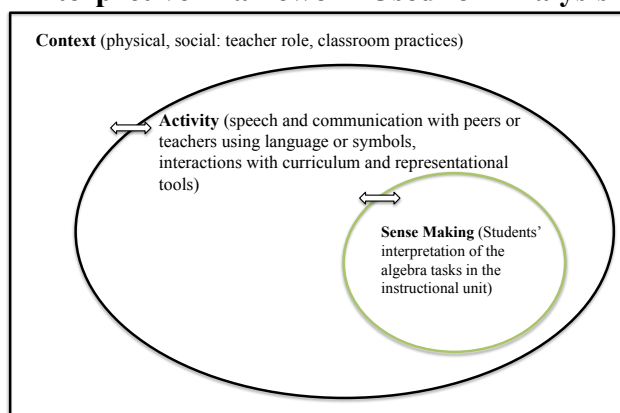 Context (physical, social: teacher role, classroom practices)
Activity (speech and communication with peers or
teachers using language or symbols,
interactions with curriculum and representational
tools)
Sense Making (Students’
interpretation of the
algebra tasks in the
instructional unit)